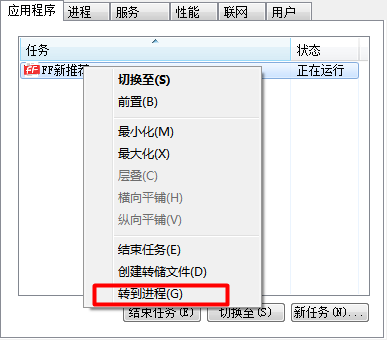 应用程序 进程 服务 性能 联网 用户
任务 状态
FF FF新推荐 正在运行
切换至(S)
前置(B)
最小化(M)
最大化(X)
层叠(C)
横向平铺(H)
纵向平铺(V)
结束任务(E)
创建转储文件(D)
转到进程(G)
结束任务(E) 切换至(S) 新任务(N)...